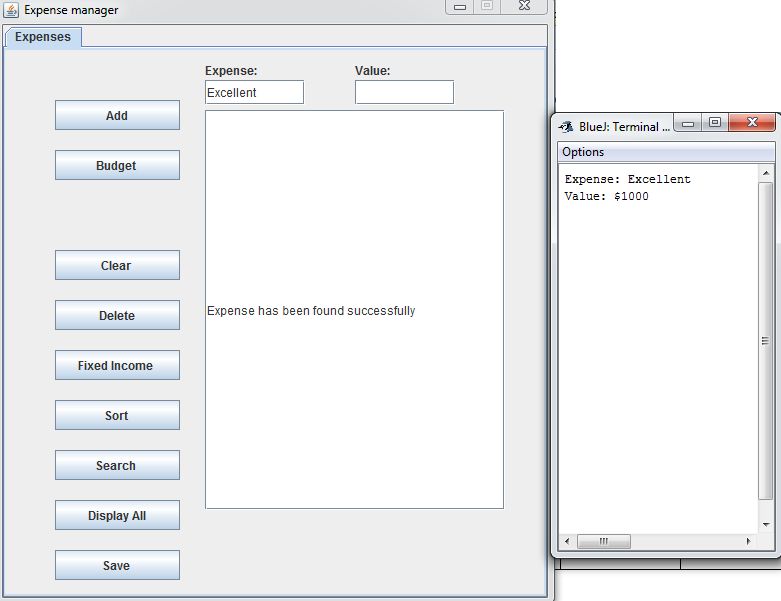 Expense manager
Expenses
Expense:
Value:
Excellent
Add
Budget
Clear
Delete
Expense has been found successfully
Fixed Income
Sort
Search
Display All
Save
BlueJ: Terminal ...
Options
Expense: Excellent
Value: $1000